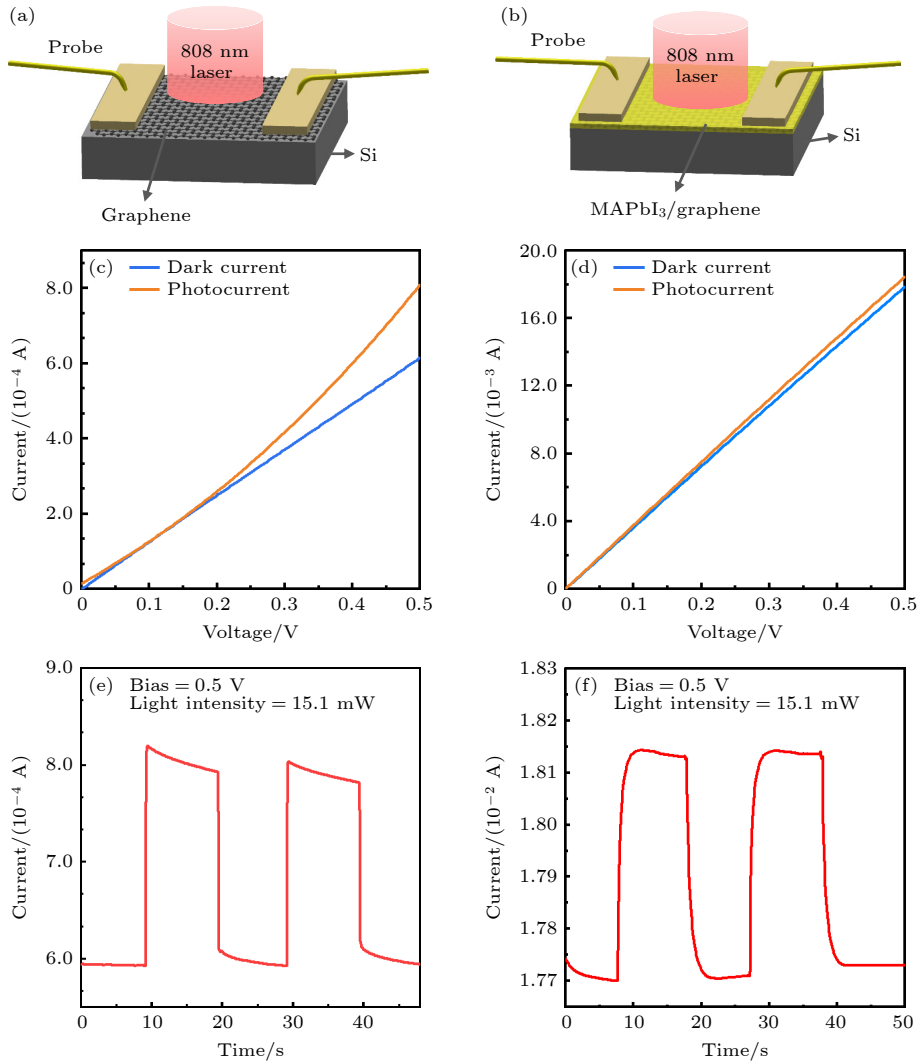 (a)
808 nm
laser
Probe
Si
Graphene
(b)
808 nm
laser
Probe
Si
MAPbI₃/graphene
(c)
Dark current
Photocurrent
8.0
6.0
4.0
2.0
0
Current/(10⁻⁴ A)
0
0.1
0.2
0.3
0.4
0.5
Voltage/V
(d)
Dark current
Photocurrent
20.0
16.0
12.0
8.0
4.0
0
Current/(10⁻³ A)
0
0.1
0.2
0.3
0.4
0.5
Voltage/V
(e)
Bias = 0.5 V
Light intensity = 15.1 mW
9.0
8.0
7.0
6.0
Current/(10⁻⁴ A)
0
10
20
30
40
Time/s
(f)
Bias = 0.5 V
Light intensity = 15.1 mW
1.83
1.82
1.81
1.80
1.79
1.78
1.77
Current/(10⁻² A)
0
10
20
30
40
50
Time/s